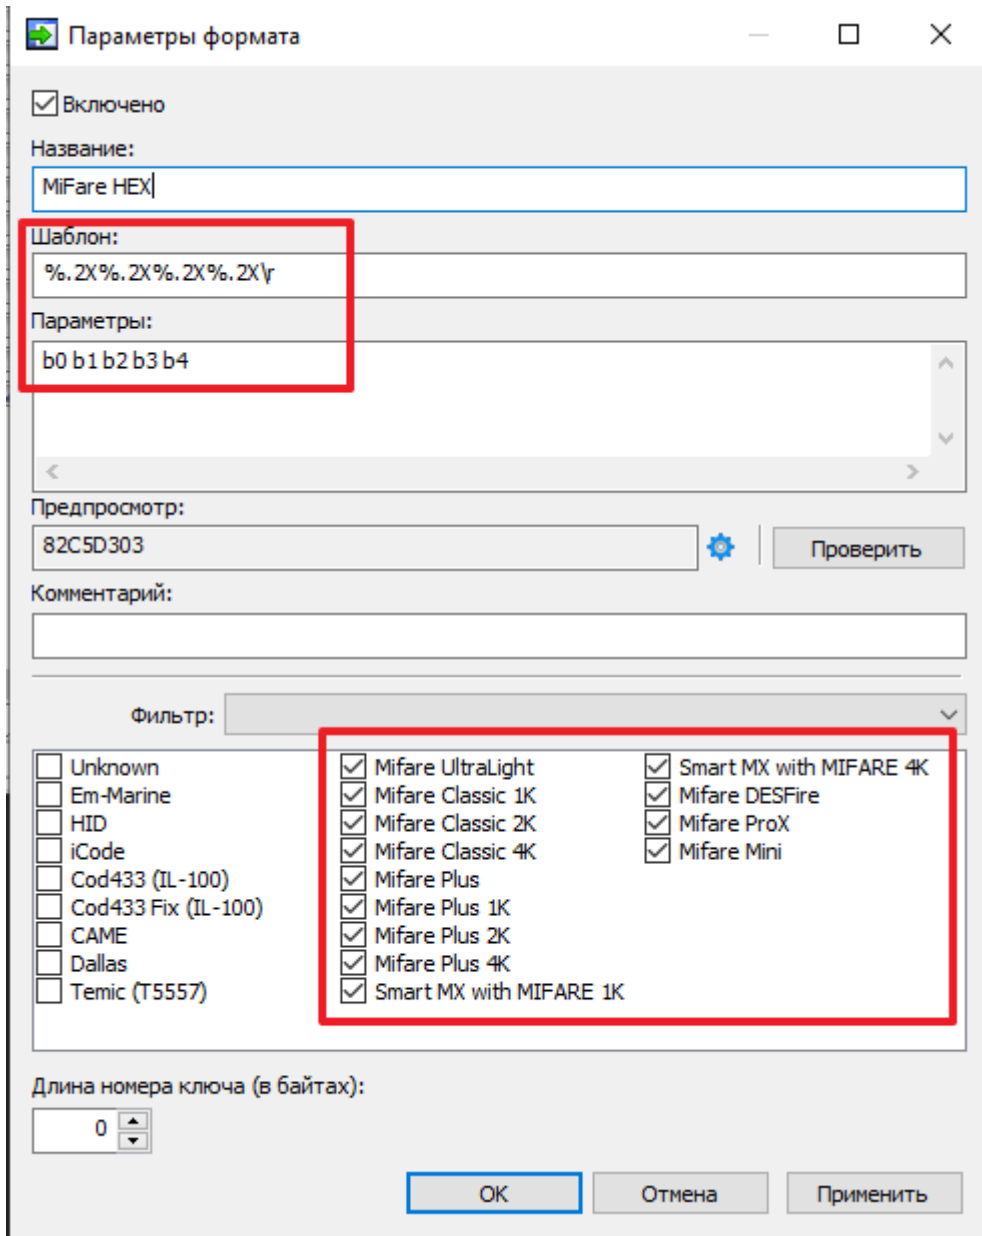 Параметры формата
Включено
Название:
MiFare HEX
Шаблон:
%.2X%.2X%.2X%.2X\r
Параметры:
b0 b1 b2 b3 b4
Предпросмотр:
82C5D303
Проверить
Комментарий:
Фильтр:
Unknown
Em-Marine
HID
iCode
Cod433 (IL-100)
Cod433 Fix (IL-100)
CAME
Dallas
Temic (T5557)
Mifare UltraLight
Mifare Classic 1K
Mifare Classic 2K
Mifare Classic 4K
Mifare Plus
Mifare Plus 1K
Mifare Plus 2K
Mifare Plus 4K
Smart MX with MIFARE 1K
Smart MX with MIFARE 4K
Mifare DESFire
Mifare ProX
Mifare Mini
Длина номера ключа (в байтах):
0
OK
Отмена
Применить